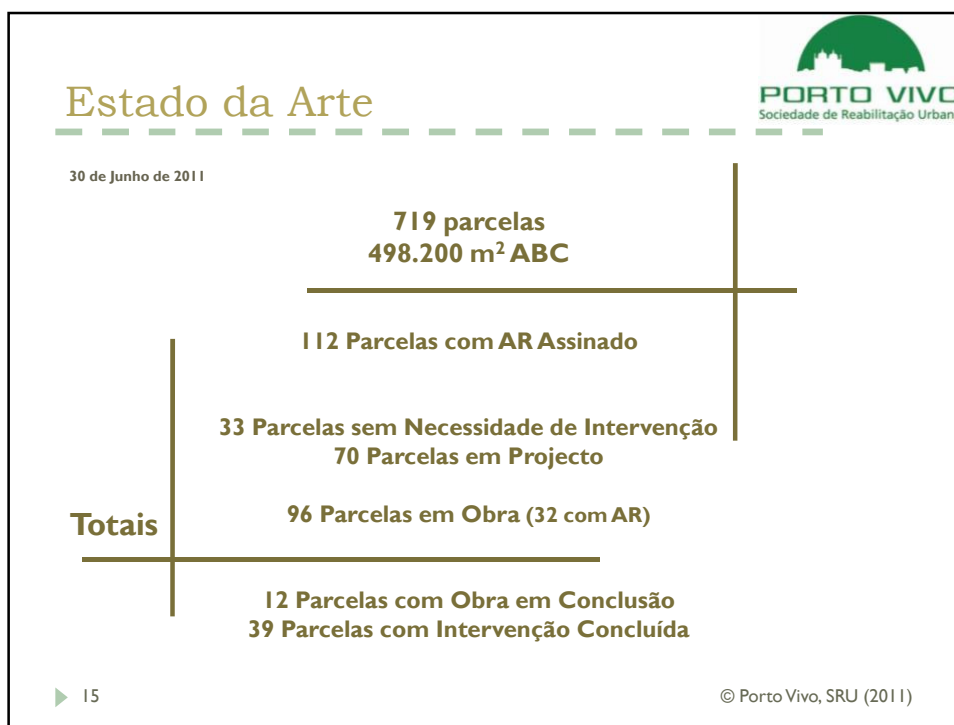 PORTO VIVO
Sociedade de Reabilitação Urban
Estado da Arte
30 de Junho de 2011
719 parcelas
498.200 m² ABC
112 Parcelas com AR Assinado
33 Parcelas sem Necessidade de Intervenção
70 Parcelas em Projecto
96 Parcelas em Obra (32 com AR)
Totais
12 Parcelas com Obra em Conclusão
39 Parcelas com Intervenção Concluída
15
© Porto Vivo, SRU (2011)